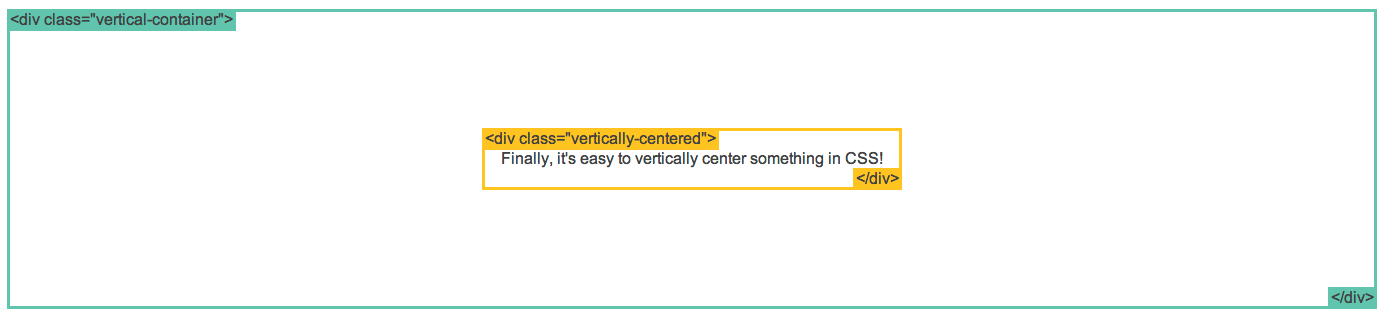 <div class="vertical-container">
<div class="vertically-centered">
Finally, it's easy to vertically center something in CSS!
</div>
</div>